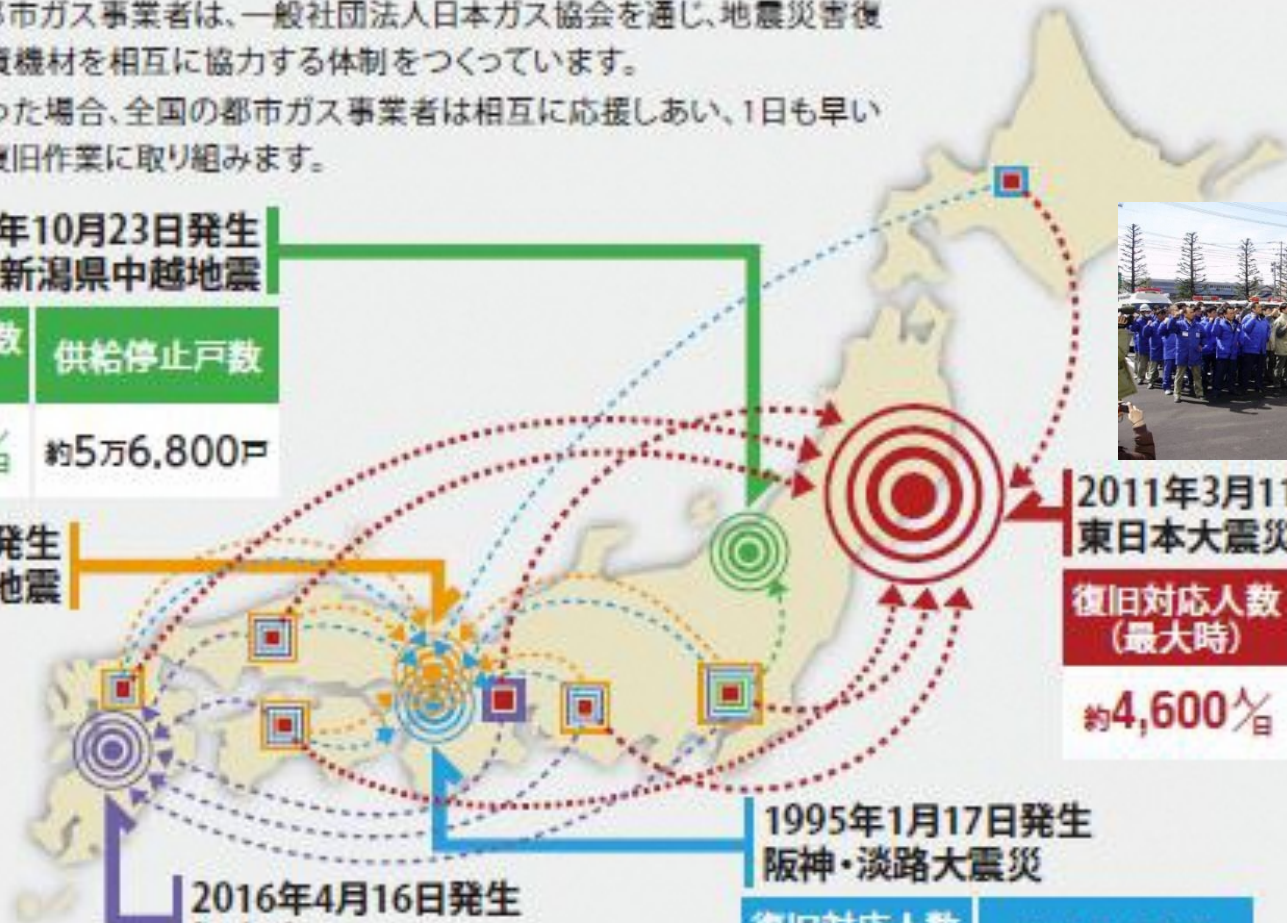 都市ガス事業者は、一般社団法人日本ガス協会を通じ、地震災害復
資機材を相互に協力する体制をつくっています。
った場合、全国の都市ガス事業者は相互に応援しあい、1日も早い
復旧作業に取り組みます。
年10月23日発生
新潟県中越地震
数
供給停止戸数
日
約5万6,800戸
発生
地震
2011年3月11
東日本大震災
復旧対応人数
(最大時)
約4,600人/日
1995年1月17日発生
阪神・淡路大震災
2016年4月16日発生
復旧対応人数